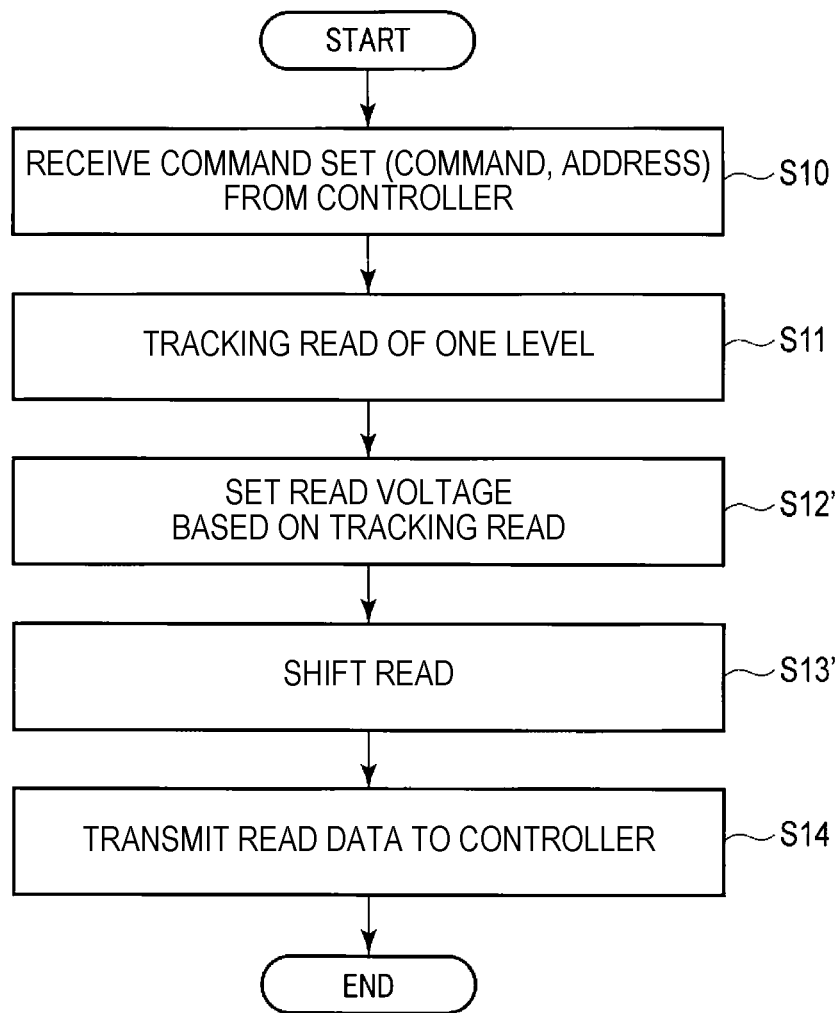 START
RECEIVE COMMAND SET (COMMAND, ADDRESS)
FROM CONTROLLER
S10
TRACKING READ OF ONE LEVEL
S11
SET READ VOLTAGE
BASED ON TRACKING READ
S12'
SHIFT READ
S13'
TRANSMIT READ DATA TO CONTROLLER
S14
END